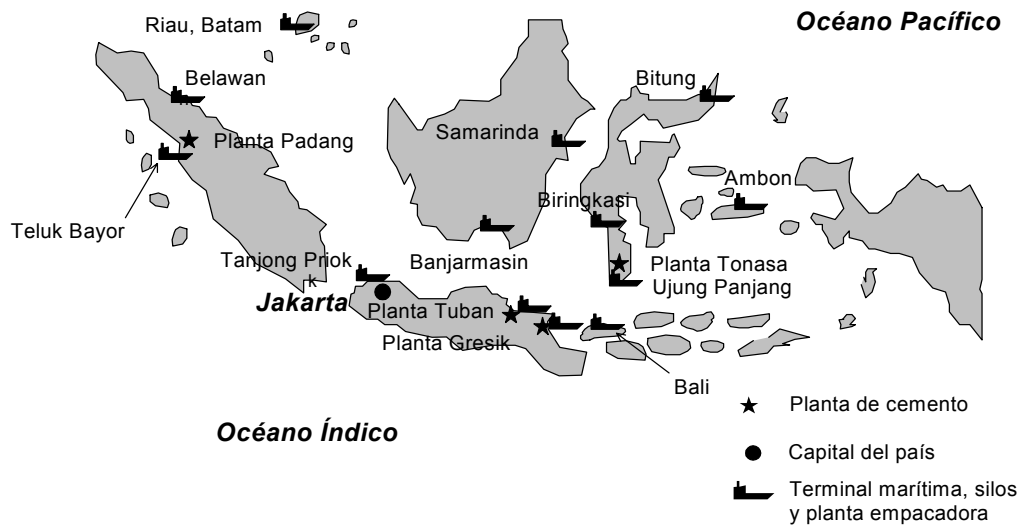 Océano Pacífico
Riau, Batam
Belawan
n
Bitung
Samarinda
Planta Padang
Ambon
Biringkasi
Teluk Bayor
Tanjong Priok
k
Banjarmasin
Planta Tonasa
Ujung Panjang
Jakarta
Planta Tuban
Planta Gresik
Bali
Océano Índico
Planta de cemento
Capital del país
Terminal marítima, silos
y planta empacadora